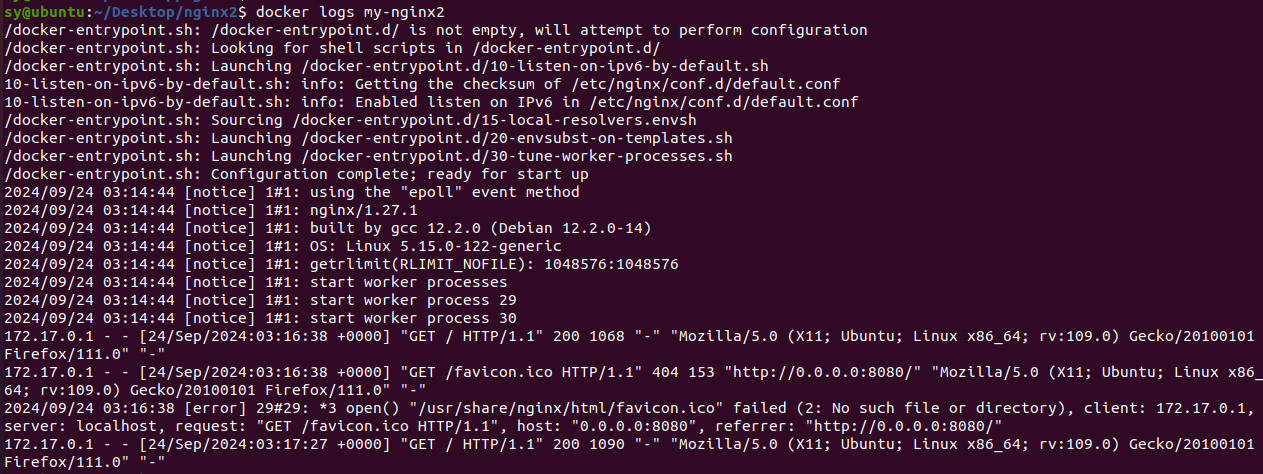 sy@ubuntu:~/Desktop/nginx2$ docker logs my-nginx2
/docker-entrypoint.sh: /docker-entrypoint.d/ is not empty, will attempt to perform configuration
/docker-entrypoint.sh: Looking for shell scripts in /docker-entrypoint.d/
/docker-entrypoint.sh: Launching /docker-entrypoint.d/10-listen-on-ipv6-by-default.sh
10-listen-on-ipv6-by-default.sh: info: Getting the checksum of /etc/nginx/conf.d/default.conf
10-listen-on-ipv6-by-default.sh: info: Enabled listen on IPv6 in /etc/nginx/conf.d/default.conf
/docker-entrypoint.sh: Sourcing /docker-entrypoint.d/15-local-resolvers.envsh
/docker-entrypoint.sh: Launching /docker-entrypoint.d/20-envsubst-on-templates.sh
/docker-entrypoint.sh: Launching /docker-entrypoint.d/30-tune-worker-processes.sh
/docker-entrypoint.sh: Configuration complete; ready for start up
2024/09/24 03:14:44 [notice] 1#1: using the "epoll" event method
2024/09/24 03:14:44 [notice] 1#1: nginx/1.27.1
2024/09/24 03:14:44 [notice] 1#1: built by gcc 12.2.0 (Debian 12.2.0-14)
2024/09/24 03:14:44 [notice] 1#1: OS: Linux 5.15.0-122-generic
2024/09/24 03:14:44 [notice] 1#1: getrlimit(RLIMIT_NOFILE): 1048576:1048576
2024/09/24 03:14:44 [notice] 1#1: start worker processes
2024/09/24 03:14:44 [notice] 1#1: start worker process 29
2024/09/24 03:14:44 [notice] 1#1: start worker process 30
172.17.0.1 - - [24/Sep/2024:03:16:38 +0000] "GET / HTTP/1.1" 200 1068 "-" "Mozilla/5.0 (X11; Ubuntu; Linux x86_64; rv:109.0) Gecko/20100101
Firefox/111.0" "-"
172.17.0.1 - - [24/Sep/2024:03:16:38 +0000] "GET /favicon.ico HTTP/1.1" 404 153 "http://0.0.0.0:8080/" "Mozilla/5.0 (X11; Ubuntu; Linux x86_
64; rv:109.0) Gecko/20100101 Firefox/111.0" "-"
2024/09/24 03:16:38 [error] 29#29: *3 open() "/usr/share/nginx/html/favicon.ico" failed (2: No such file or directory), client: 172.17.0.1,
server: localhost, request: "GET /favicon.ico HTTP/1.1", host: "0.0.0.0:8080", referrer: "http://0.0.0.0:8080/"
172.17.0.1 - - [24/Sep/2024:03:17:27 +0000] "GET / HTTP/1.1" 200 1090 "-" "Mozilla/5.0 (X11; Ubuntu; Linux x86_64; rv:109.0) Gecko/20100101
Firefox/111.0" "-"